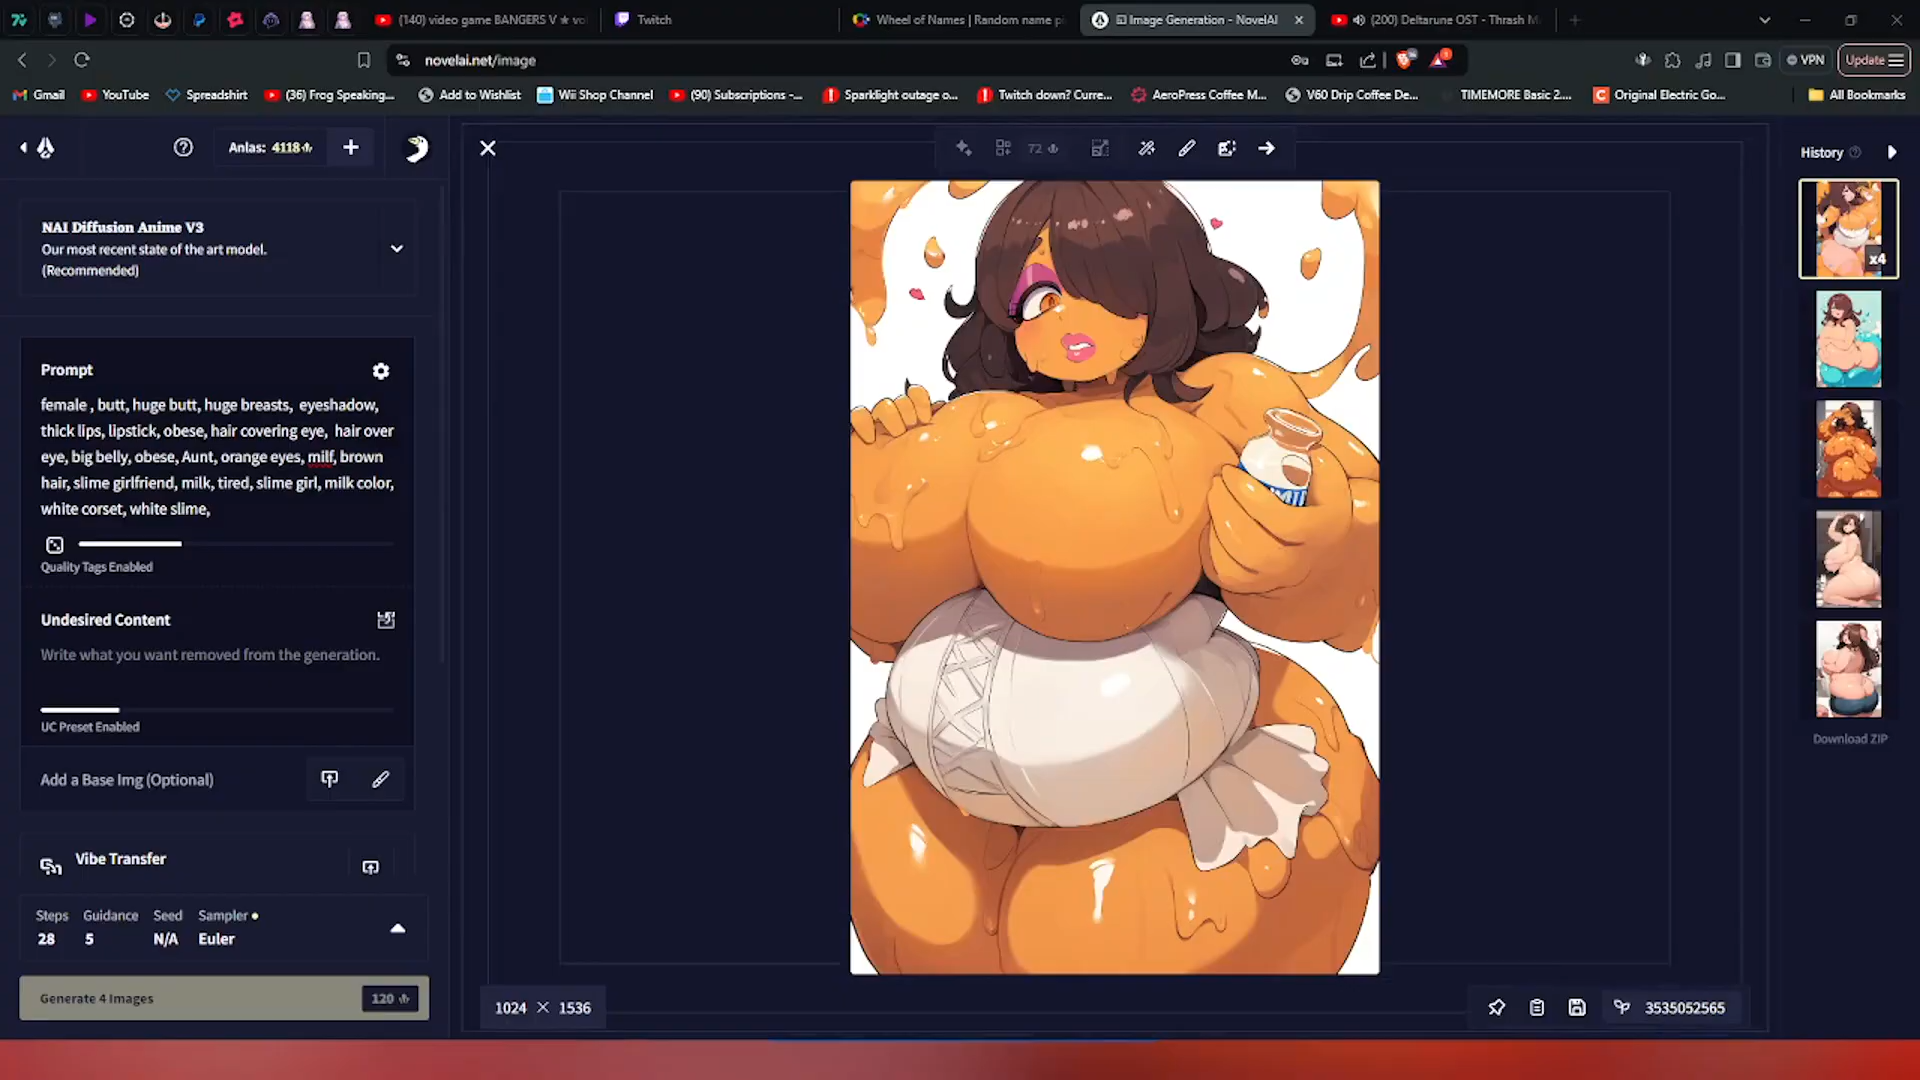 (140) video game BANGERS V ★ vo
Twitch
Wheel of Names | Random name pi
Image Generation - NovelAI
(200) Deltarune OST - Thrash M
novelai.net/image
VPN
Update
Gmail
YouTube
Spreadshirt
(36) Frog Speaking...
Add to Wishlist
Wii Shop Channel
(90) Subscriptions -...
Sparklight outage o...
Twitch down? Curre...
AeroPress Coffee M...
V60 Drip Coffee De...
TIMEMORE Basic 2....
Original Electric Go...
All Bookmarks
Anlas: 4118
72
History
NAI Diffusion Anime V3
Our most recent state of the art model.
(Recommended)
x4
Prompt
female , butt, huge butt, huge breasts, eyeshadow,
thick lips, lipstick, obese, hair covering eye, hair over
eye, big belly, obese, Aunt, orange eyes, milf, brown
hair, slime girlfriend, milk, tired, slime girl, milk color,
white corset, white slime,
Quality Tags Enabled
Undesired Content
Write what you want removed from the generation.
UC Preset Enabled
Download ZIP
Add a Base Img (Optional)
Vibe Transfer
Steps Guidance Seed Sampler
28 5 N/A Euler
Generate 4 Images 120
1024 × 1536
3535052565